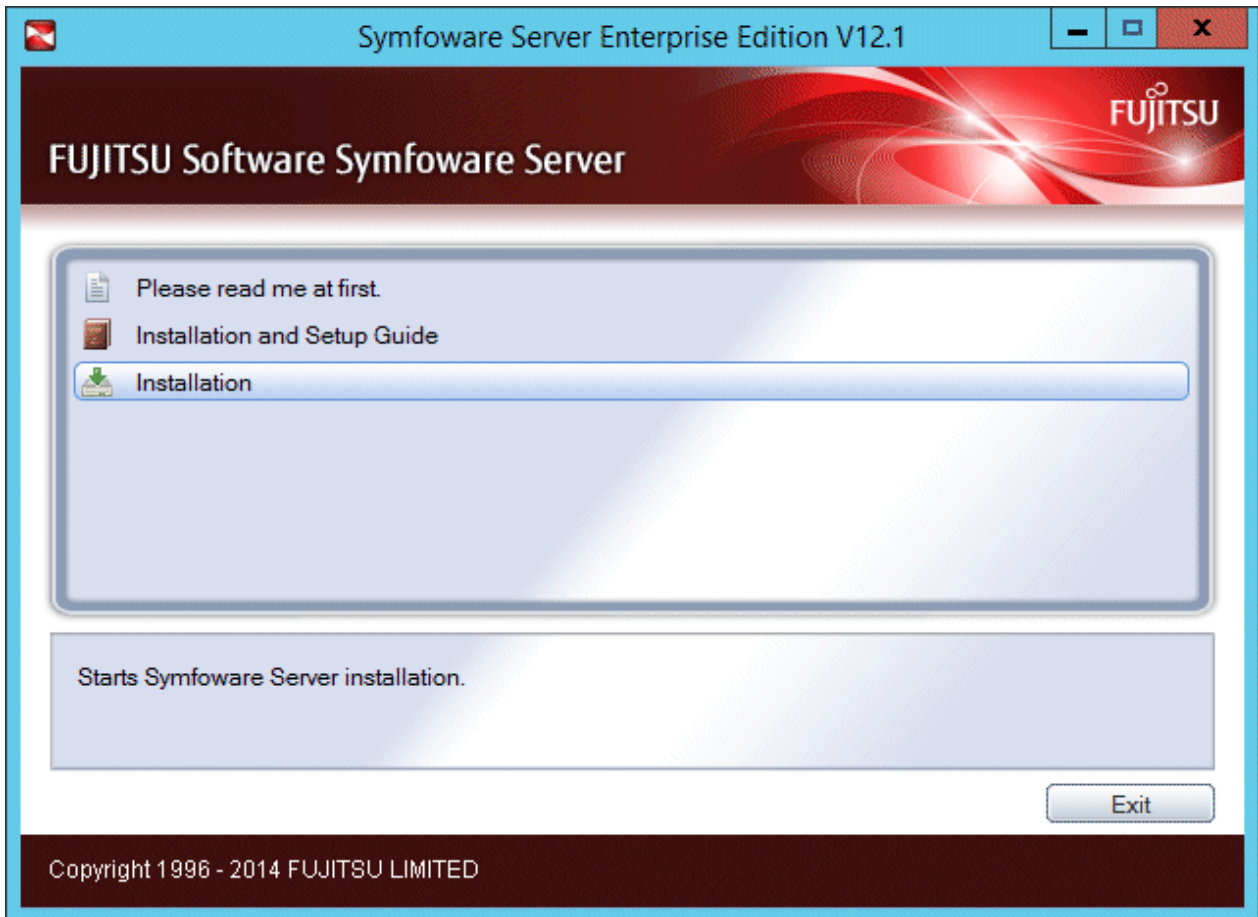 Symfoware Server Enterprise Edition V12.1
FUJITSU
FUJITSU Software Symfoware Server
Please read me at first.
Installation and Setup Guide
Installation
Starts Symfoware Server installation.
Exit
Copyright 1996 - 2014 FUJITSU LIMITED